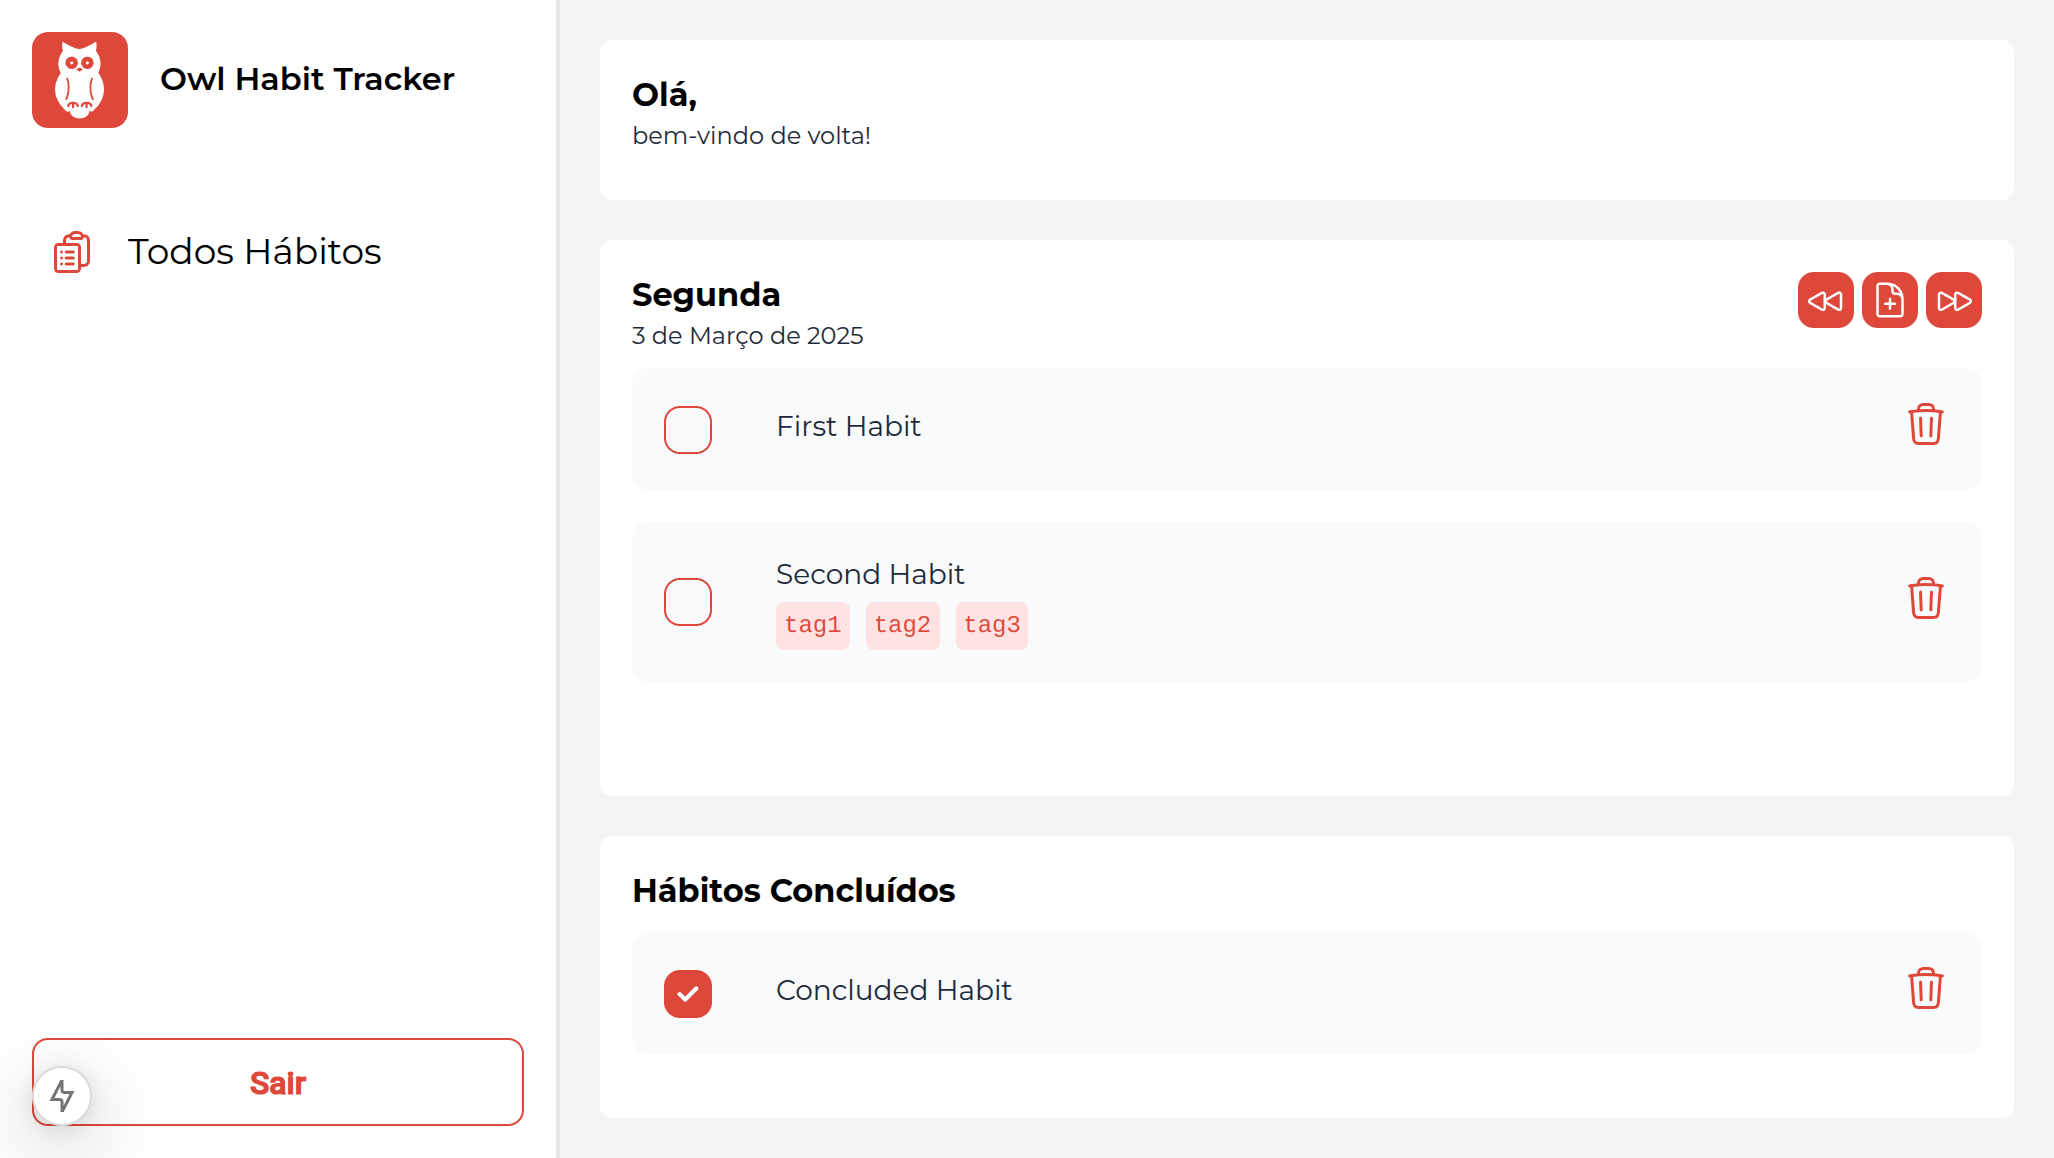 Owl Habit Tracker
Todos Hábitos
Sair
Olá,
bem-vindo de volta!
Segunda
3 de Março de 2025
First Habit
Second Habit
tag1 tag2 tag3
Hábitos Concluídos
Concluded Habit